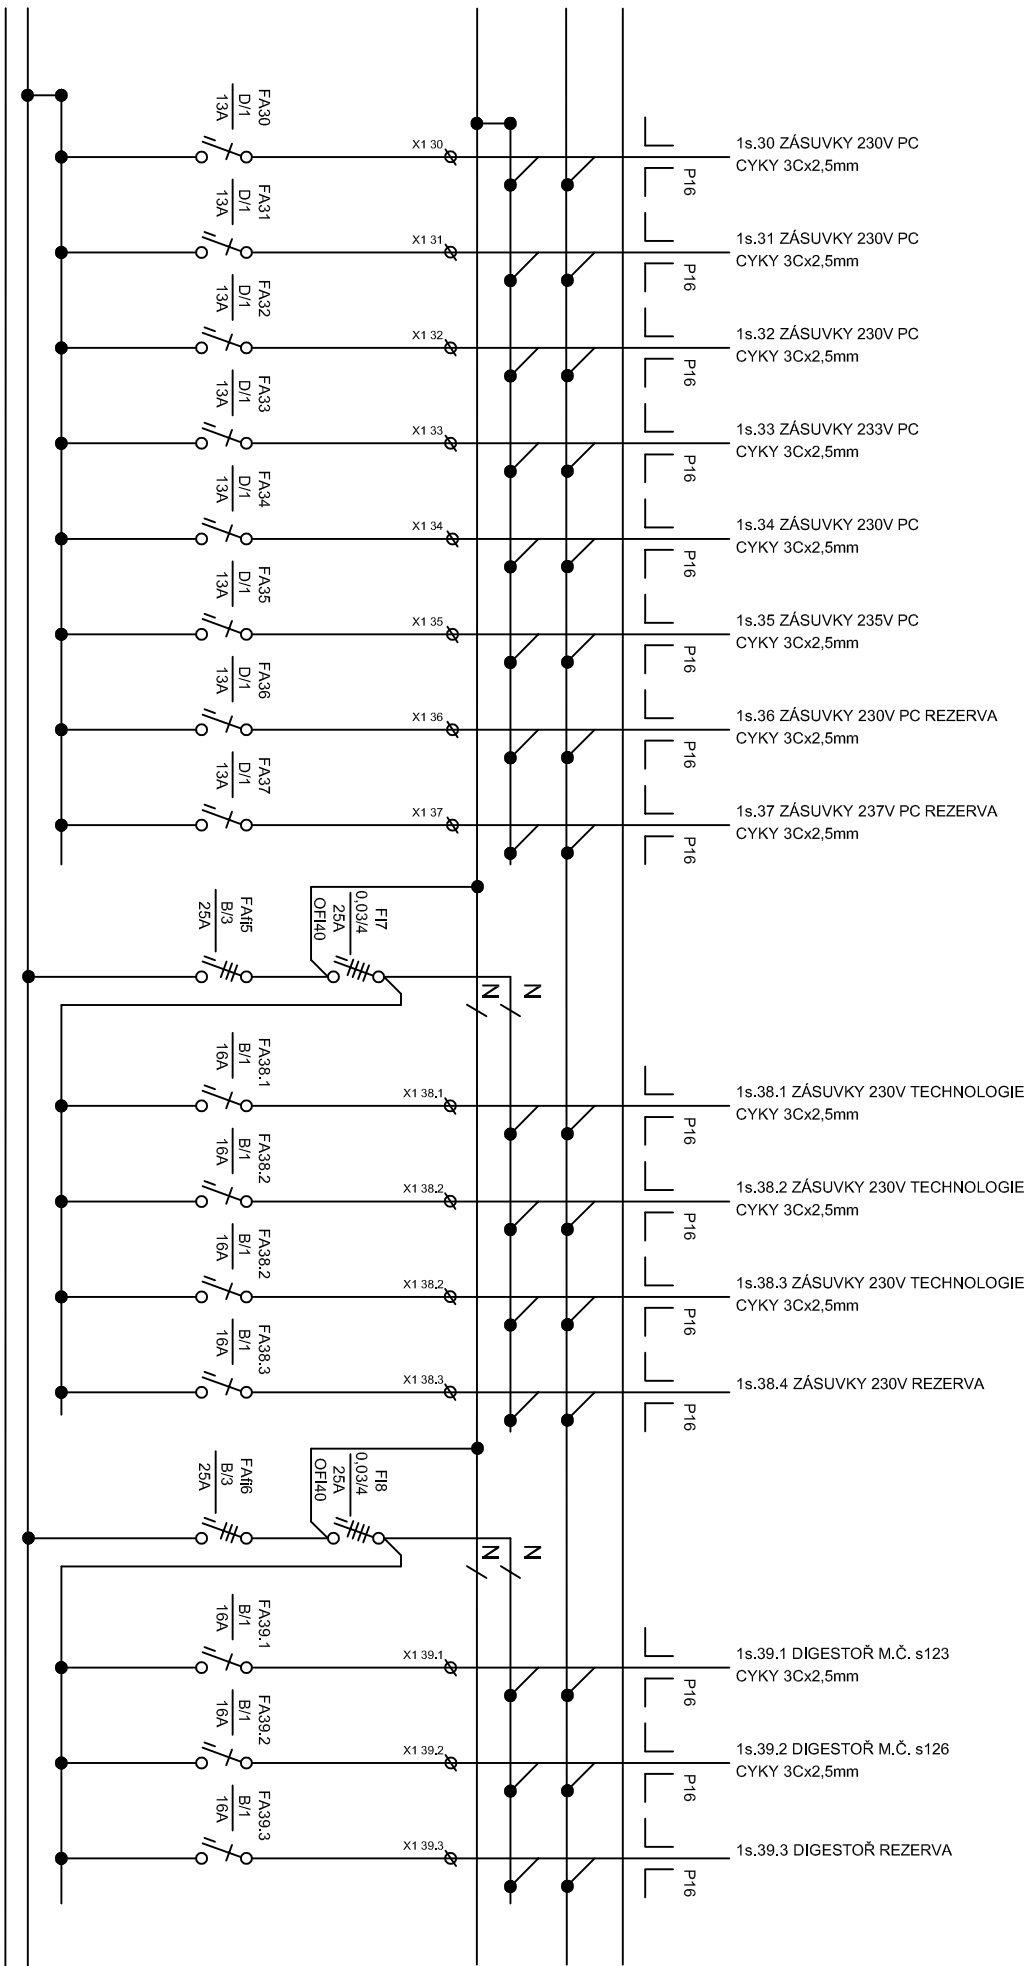 FA30
D/1
13A
X1 30
P16
1s.30 ZÁSUVKY 230V PC
CYKY 3Cx2,5mm
FA31
D/1
13A
X1 31
P16
1s.31 ZÁSUVKY 230V PC
CYKY 3Cx2,5mm
FA32
D/1
13A
X1 32
P16
1s.32 ZÁSUVKY 230V PC
CYKY 3Cx2,5mm
FA33
D/1
13A
X1 33
P16
1s.33 ZÁSUVKY 233V PC
CYKY 3Cx2,5mm
FA34
D/1
13A
X1 34
P16
1s.34 ZÁSUVKY 230V PC
CYKY 3Cx2,5mm
FA35
D/1
13A
X1 35
P16
1s.35 ZÁSUVKY 235V PC
CYKY 3Cx2,5mm
FA36
D/1
13A
X1 36
P16
1s.36 ZÁSUVKY 230V PC REZERVA
CYKY 3Cx2,5mm
FA37
D/1
13A
X1 37
P16
1s.37 ZÁSUVKY 237V PC REZERVA
CYKY 3Cx2,5mm
FAfi5
B/3
25A
FI7
0,03/4
25A
OFI40
N
N
FA38.1
B/1
16A
X1 38.1
P16
1s.38.1 ZÁSUVKY 230V TECHNOLOGIE
CYKY 3Cx2,5mm
FA38.2
B/1
16A
X1 38.2
P16
1s.38.2 ZÁSUVKY 230V TECHNOLOGIE
CYKY 3Cx2,5mm
FA38.2
B/1
16A
X1 38.2
P16
1s.38.3 ZÁSUVKY 230V TECHNOLOGIE
CYKY 3Cx2,5mm
FA38.3
B/1
16A
X1 38.3
P16
1s.38.4 ZÁSUVKY 230V REZERVA
FAfi6
B/3
25A
FI8
0,03/4
25A
OFI40
N
N
FA39.1
B/1
16A
X1 39.1
P16
1s.39.1 DIGESTOŘ M.Č. s123
CYKY 3Cx2,5mm
FA39.2
B/1
16A
X1 39.2
P16
1s.39.2 DIGESTOŘ M.Č. s126
CYKY 3Cx2,5mm
FA39.3
B/1
16A
X1 39.3
P16
1s.39.3 DIGESTOŘ REZERVA